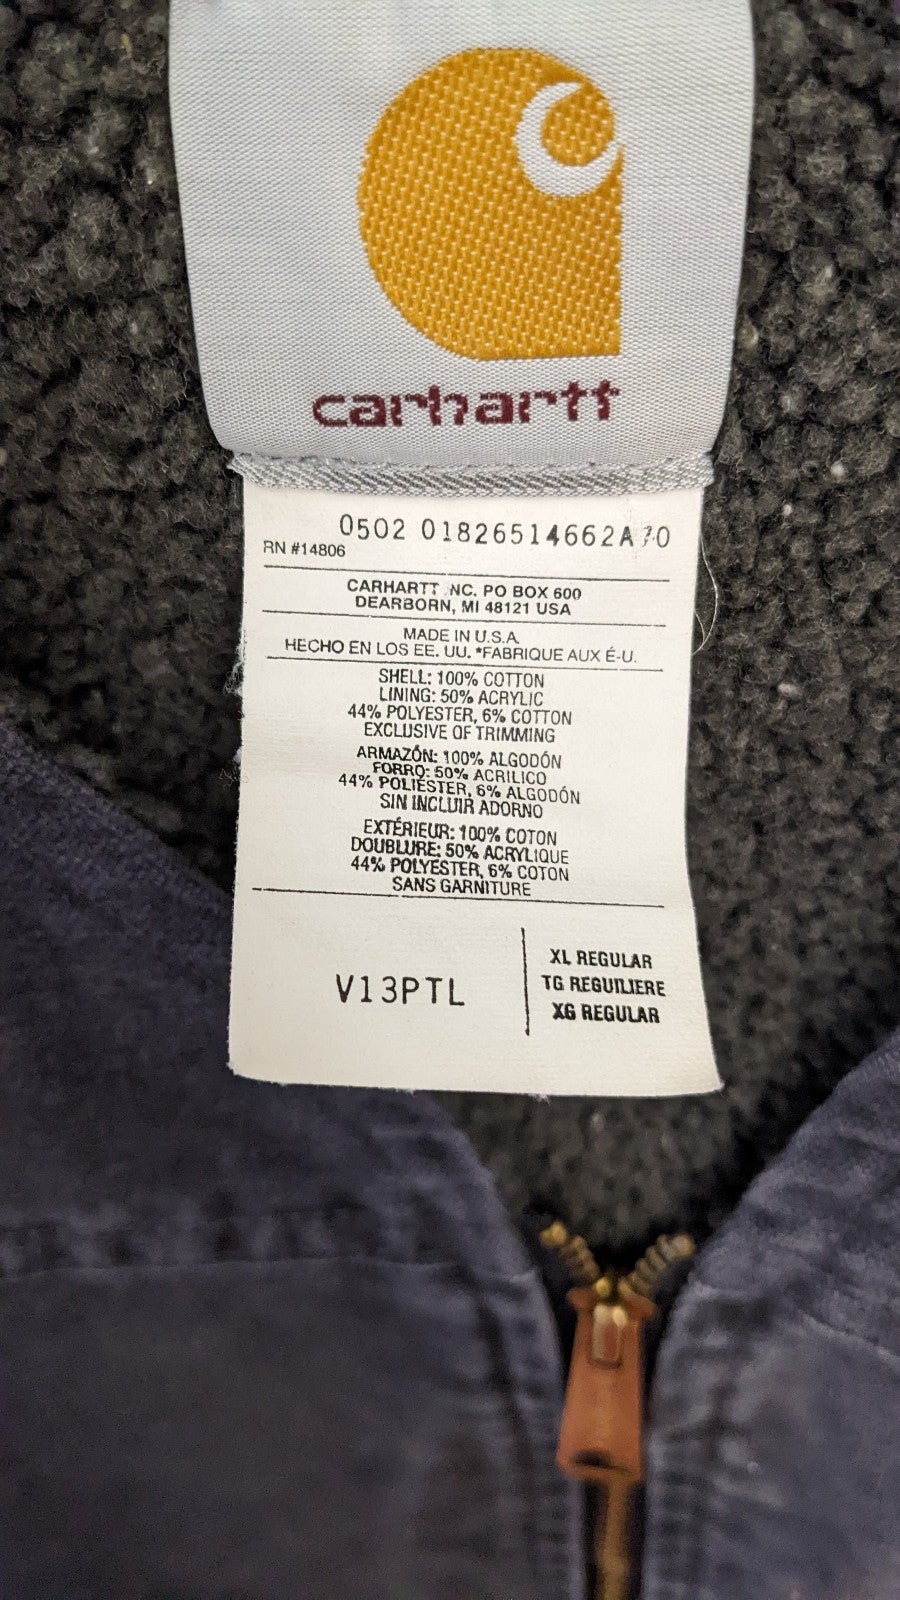 carhartt
0502 01826514662A70
RN #14806
CARHARTT INC. PO BOX 600
DEARBORN, MI 48121 USA
MADE IN U.S.A.
HECHO EN LOS EE. UU. *FABRIQUE AUX É-U.
SHELL: 100% COTTON
LINING: 50% ACRYLIC
44% POLYESTER, 6% COTTON
EXCLUSIVE OF TRIMMING
ARMAZÓN: 100% ALGODÓN
FORRO: 50% ACRILICO
44% POLIÉSTER, 6% ALGODÓN
SIN INCLUIR ADORNO
EXTÉRIEUR: 100% COTON
DOUBLURE: 50% ACRYLIQUE
44% POLYESTER, 6% COTON
SANS GARNITURE
V13PTL
XL REGULAR
TG REGUILIERE
XG REGULAR